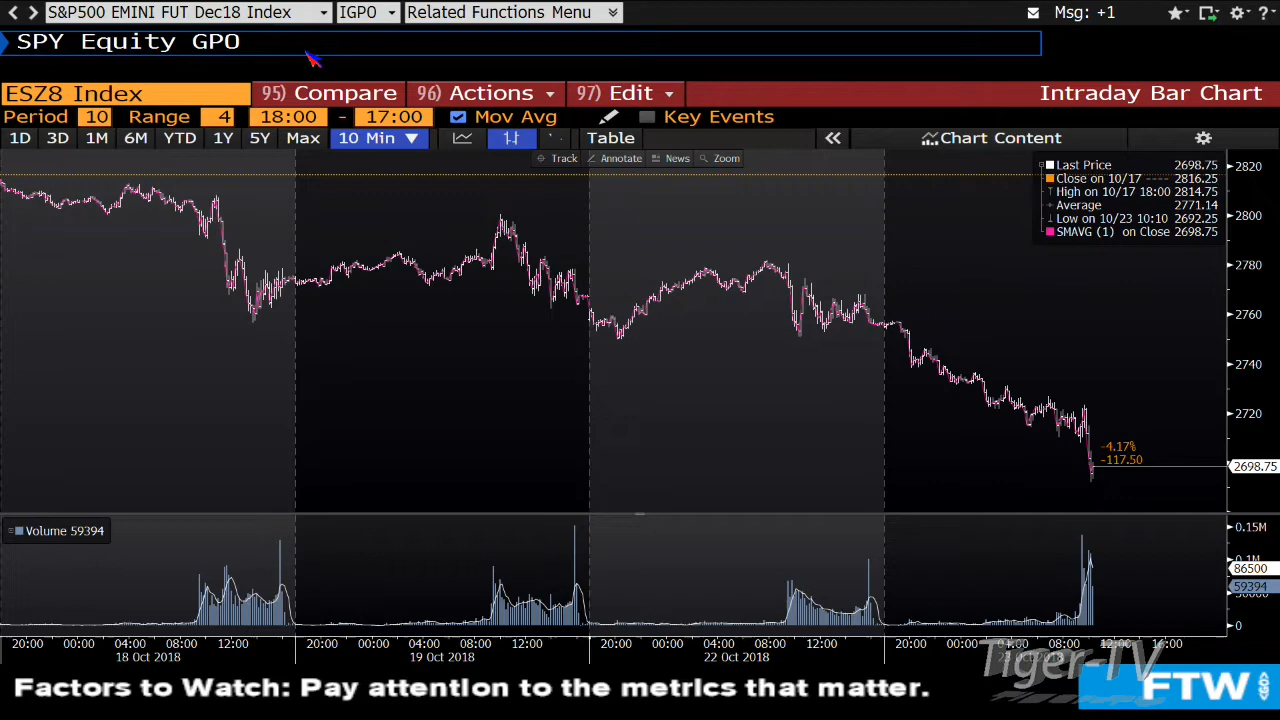 S&P500 EMINI FUT Dec18 Index IGPO Related Functions Menu Msg: +1
SPY Equity GPO
ESZ8 Index 95) Compare 96) Actions 97) Edit Intraday Bar Chart
Period 10 Range 4 18:00 - 17:00 Mov Avg Key Events
1D 3D 1M 6M YTD 1Y 5Y Max 10 Min Table Chart Content
Track Annotate News Zoom
Last Price 2698.75
Close on 10/17 2816.25
High on 10/17 18:00 2814.75
Average 2771.14
Low on 10/23 10:10 2692.25
SMAVG (1) on Close 2698.75
2820
2800
2780
2760
2740
2720
-4.17%
-117.50
2698.75
Volume 59394
0.15M
0.1M
86500
59394
0
20:00 00:00 04:00 08:00 12:00 20:00 00:00 04:00 08:00 12:00 20:00 00:00 04:00 08:00 12:00 20:00 00:00 04:00 08:00 12:00 16:00
18 Oct 2018 19 Oct 2018 22 Oct 2018
Tiger-TV
Factors to Watch: Pay attention to the metrics that matter.
FTW